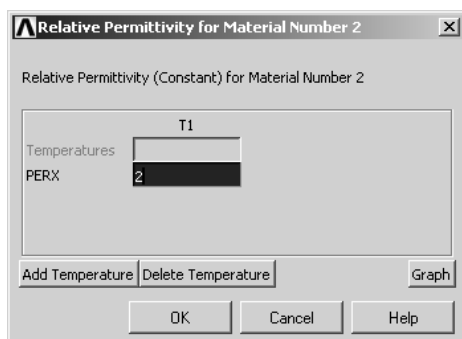 Relative Permittivity for Material Number 2
Relative Permittivity (Constant) for Material Number 2
T1
Temperatures
PERX 2
Add Temperature Delete Temperature Graph
OK Cancel Help